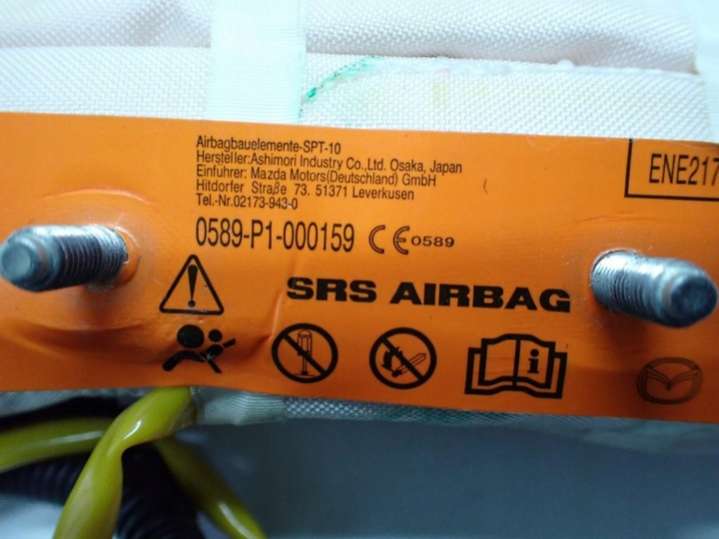 Airbagbauelemente-SPT-10
Hersteller:Ashimori Industry Co.,Ltd. Osaka, Japan
Einfuhrer: Mazda Motors(Deutschland) GmbH
Hitdorfer Straße 73. 51371 Leverkusen
Tel.-Nr.02173-943-0
ENE217
0589-P1-000159 CE 0589
SRS AIRBAG